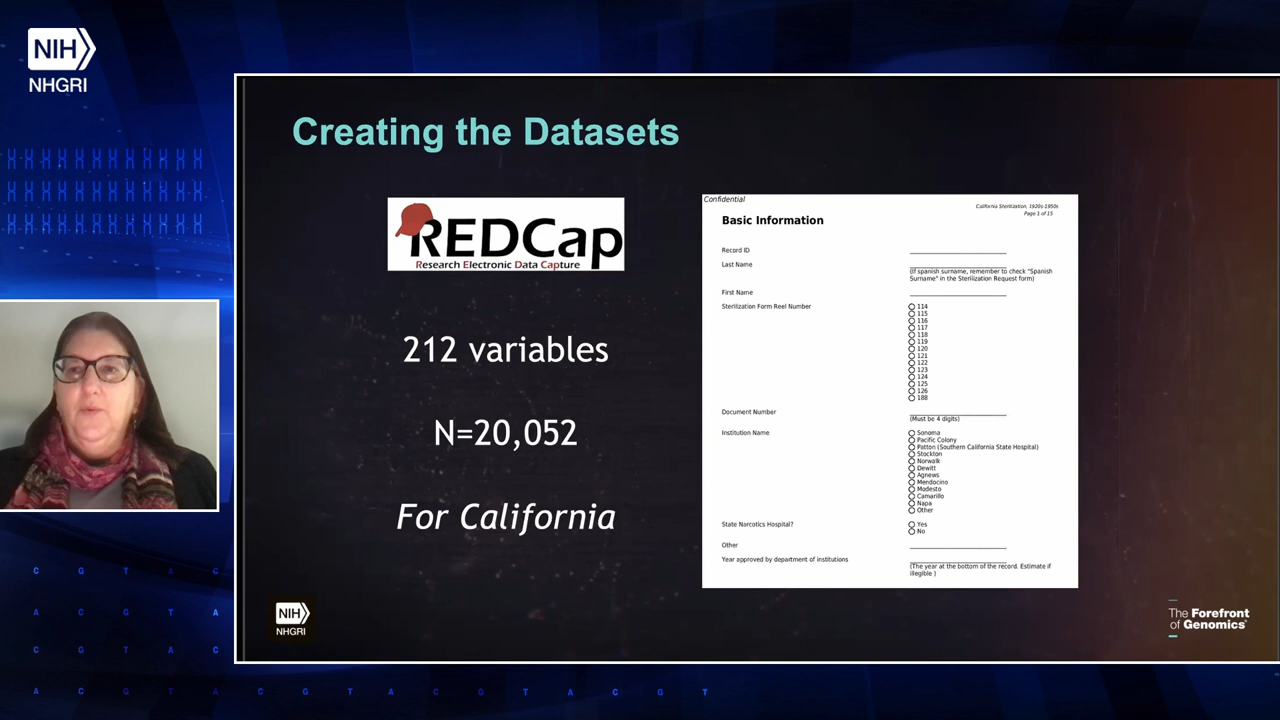 NIH
NHGRI
Creating the Datasets
REDCap
Research Electronic Data Capture
212 variables
N=20,052
For California
Confidential
California Sterilization, 1920s-1950s
Page 1 of 15
Basic Information
Record ID
Last Name
(If spanish surname, remember to check "Spanish
Surname" in the Sterilization Request form)
First Name
Sterilization Form Reel Number
114
115
116
117
118
119
120
121
122
123
124
125
126
188
Document Number
(Must be 4 digits)
Institution Name
Sonoma
Pacific Colony
Patton (Southern California State Hospital)
Stockton
Norwalk
Dewitt
Agnews
Mendocino
Modesto
Camarillo
Napa
Other
State Narcotics Hospital?
Yes
No
Other
Year approved by department of institutions
(The year at the bottom of the record. Estimate if
illegible )
NIH
NHGRI
The Forefront
of Genomics
C G T A C
A C G T A
C G T A C
A C G T A C G T A C G T A C G T